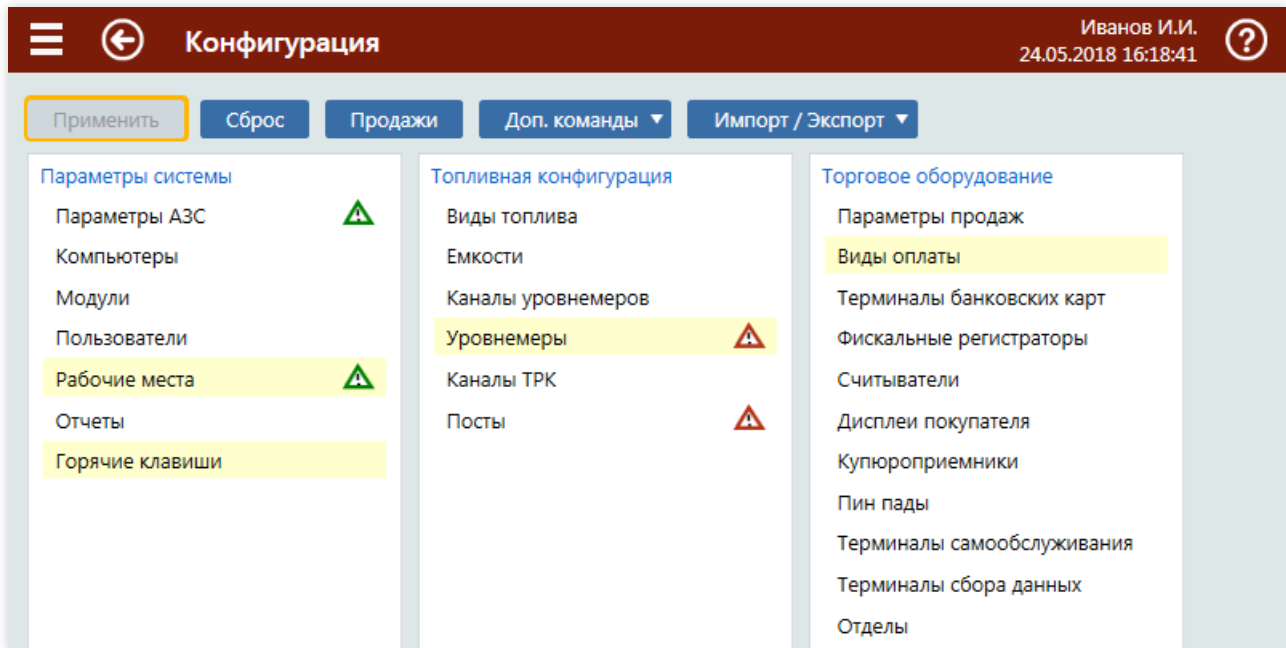 Конфигурация
Иванов И.И.
24.05.2018 16:18:41
Применить
Сброс
Продажи
Доп. команды
Импорт / Экспорт
Параметры системы
Параметры АЗС
Компьютеры
Модули
Пользователи
Рабочие места
Отчеты
Горячие клавиши
Топливная конфигурация
Виды топлива
Емкости
Каналы уровнемеров
Уровнемеры
Каналы ТРК
Посты
Торговое оборудование
Параметры продаж
Виды оплаты
Терминалы банковских карт
Фискальные регистраторы
Считыватели
Дисплеи покупателя
Купюроприемники
Пин пады
Терминалы самообслуживания
Терминалы сбора данных
Отделы